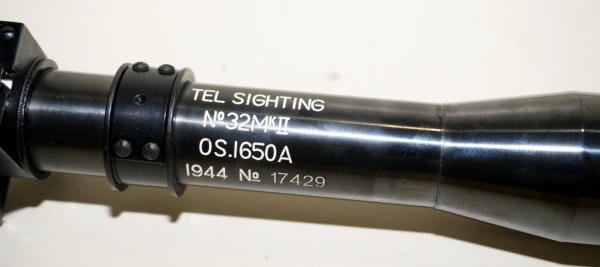 TEL SIGHTING
Nº32MKII
OS.1650A
1944 Nº 17429